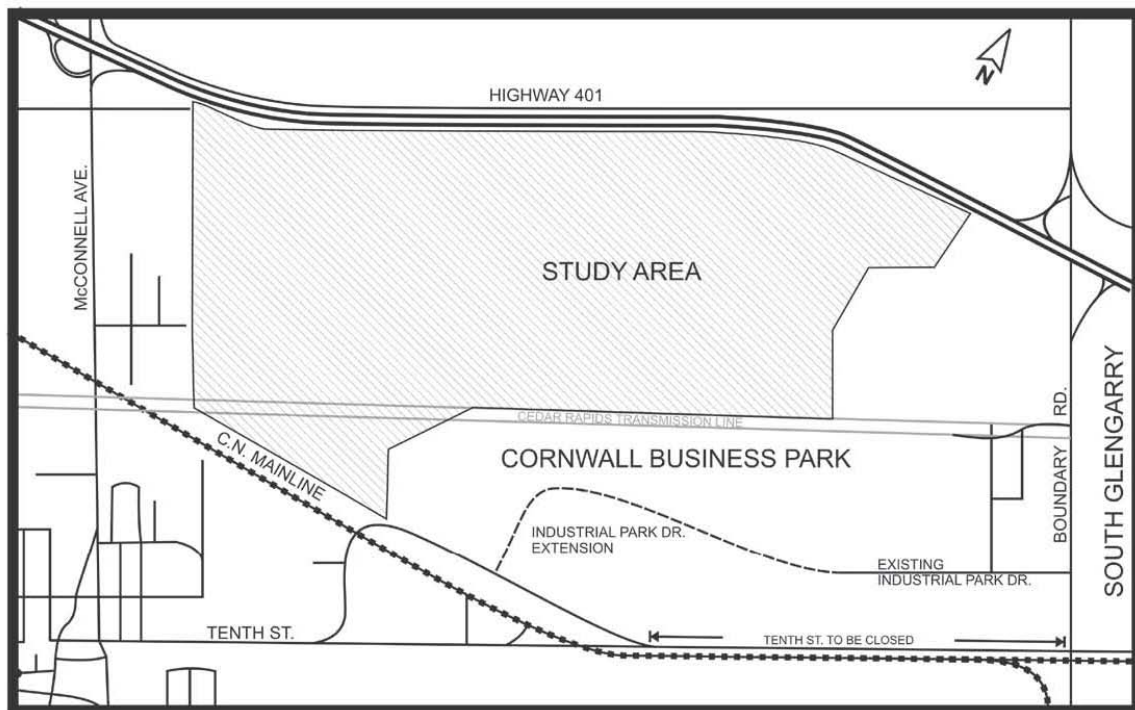 N
HIGHWAY 401
McCONNELL AVE.
STUDY AREA
CEDAR RAPIDS TRANSMISSION LINE
BOUNDARY RD.
C.N. MAINLINE
CORNWALL BUSINESS PARK
SOUTH GLENGARRY
INDUSTRIAL PARK DR.
EXTENSION
EXISTING
INDUSTRIAL PARK DR.
TENTH ST.
TENTH ST. TO BE CLOSED